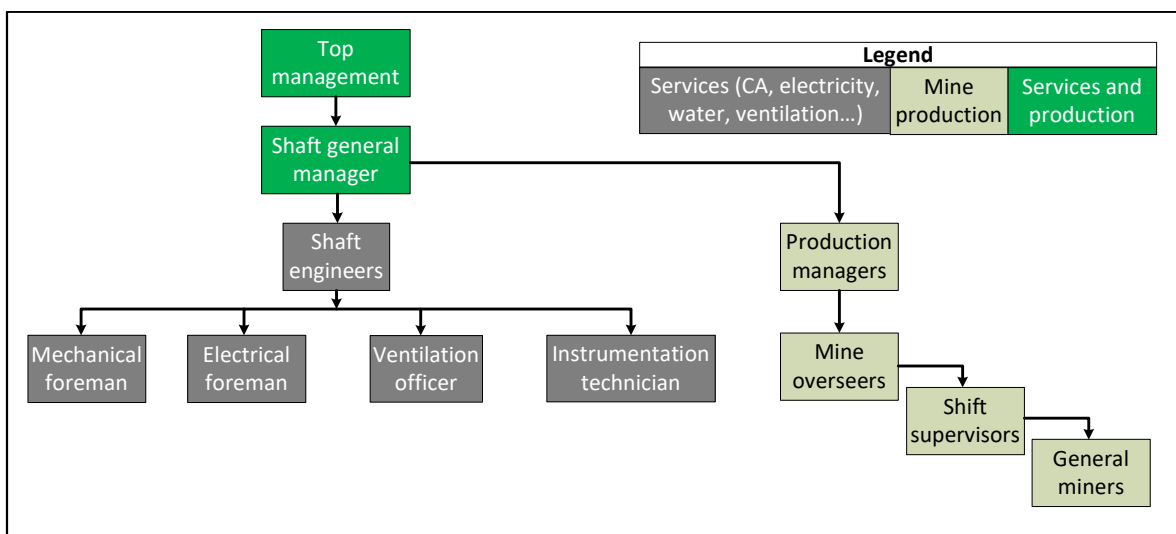 Top
management
Legend
Services (CA, electricity,
water, ventilation...)
Mine
production
Services and
production
Shaft general
manager
Shaft
engineers
Production
managers
Mechanical
foreman
Electrical
foreman
Ventilation
officer
Instrumentation
technician
Mine
overseers
Shift
supervisors
General
miners